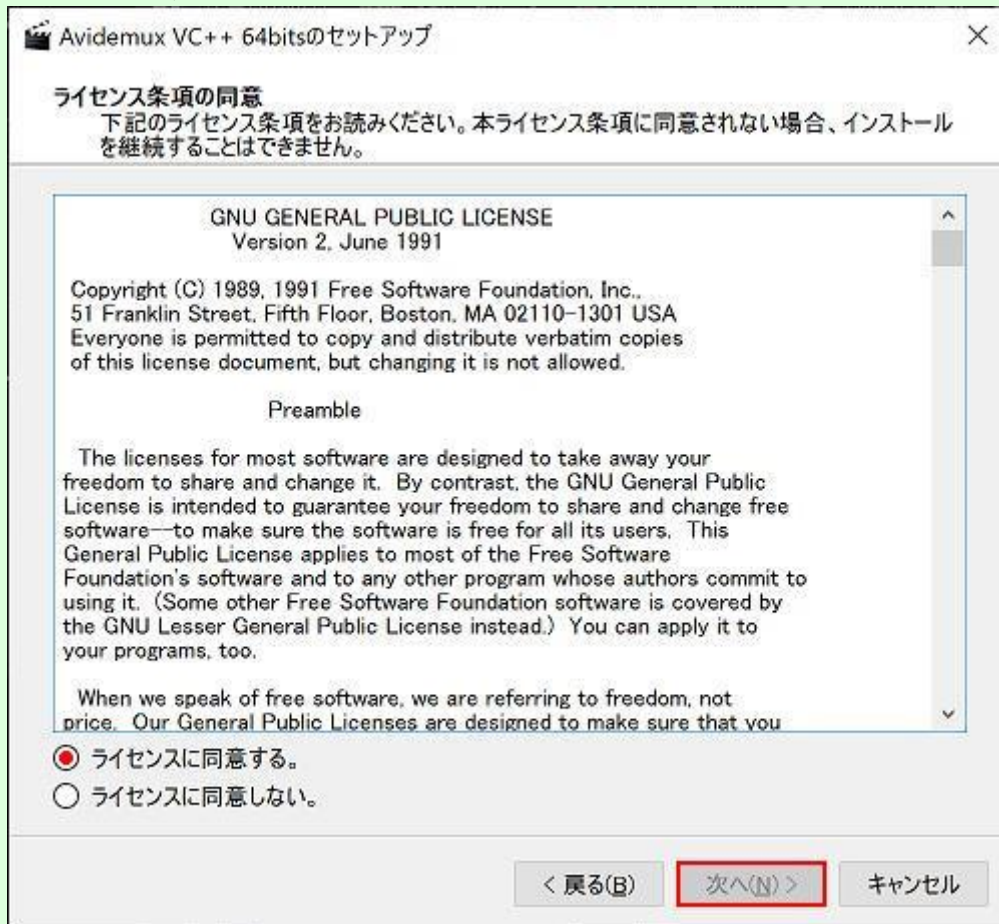 Avidemux VC++ 64bitsのセットアップ
ライセンス条項の同意
下記のライセンス条項をお読みください。本ライセンス条項に同意されない場合、インストール
を継続することはできません。
GNU GENERAL PUBLIC LICENSE
Version 2, June 1991
Copyright (C) 1989, 1991 Free Software Foundation, Inc.,
51 Franklin Street, Fifth Floor, Boston, MA 02110-1301 USA
Everyone is permitted to copy and distribute verbatim copies
of this license document, but changing it is not allowed.
Preamble
The licenses for most software are designed to take away your
freedom to share and change it. By contrast, the GNU General Public
License is intended to guarantee your freedom to share and change free
software--to make sure the software is free for all its users. This
General Public License applies to most of the Free Software
Foundation's software and to any other program whose authors commit to
using it. (Some other Free Software Foundation software is covered by
the GNU Lesser General Public License instead.) You can apply it to
your programs, too.
When we speak of free software, we are referring to freedom, not
price. Our General Public Licenses are designed to make sure that you
ライセンスに同意する。
ライセンスに同意しない。
< 戻る(B)
次へ(N) >
キャンセル